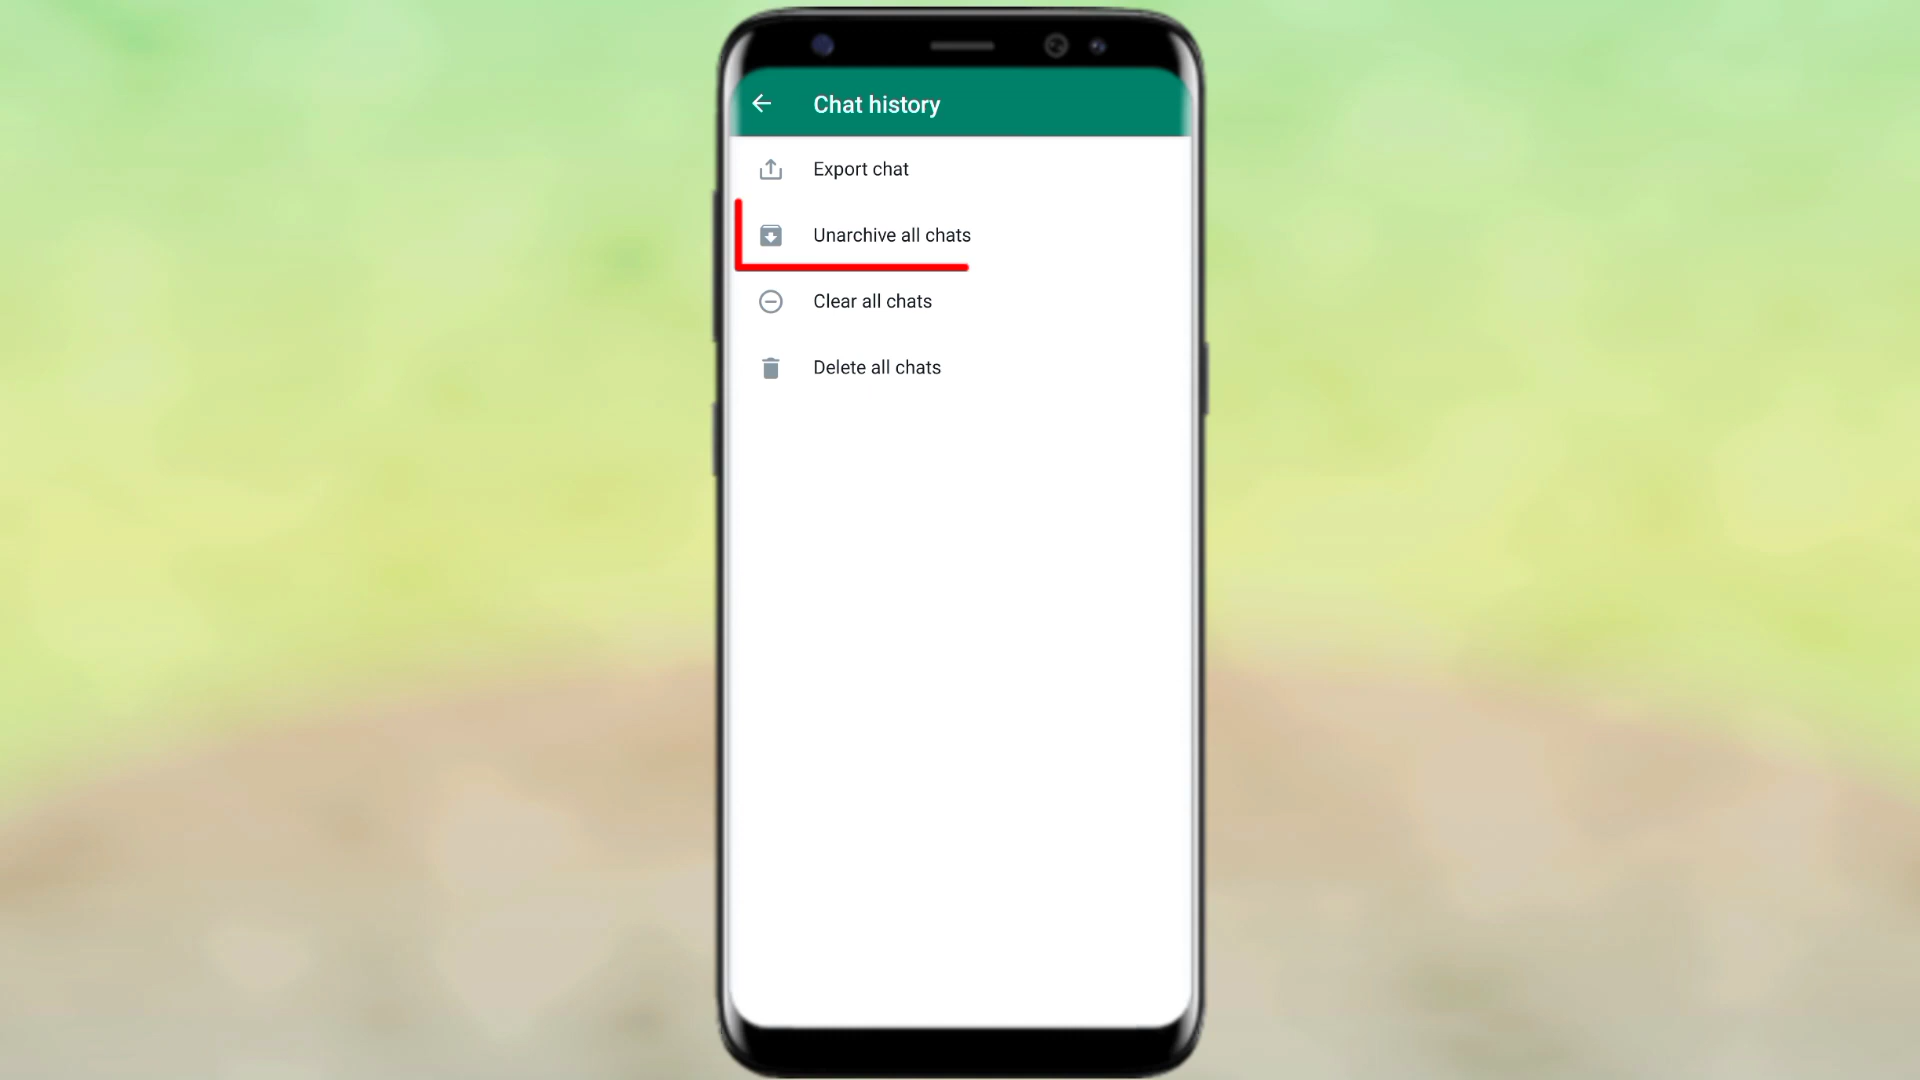 Chat history
Export chat
Unarchive all chats
Clear all chats
Delete all chats